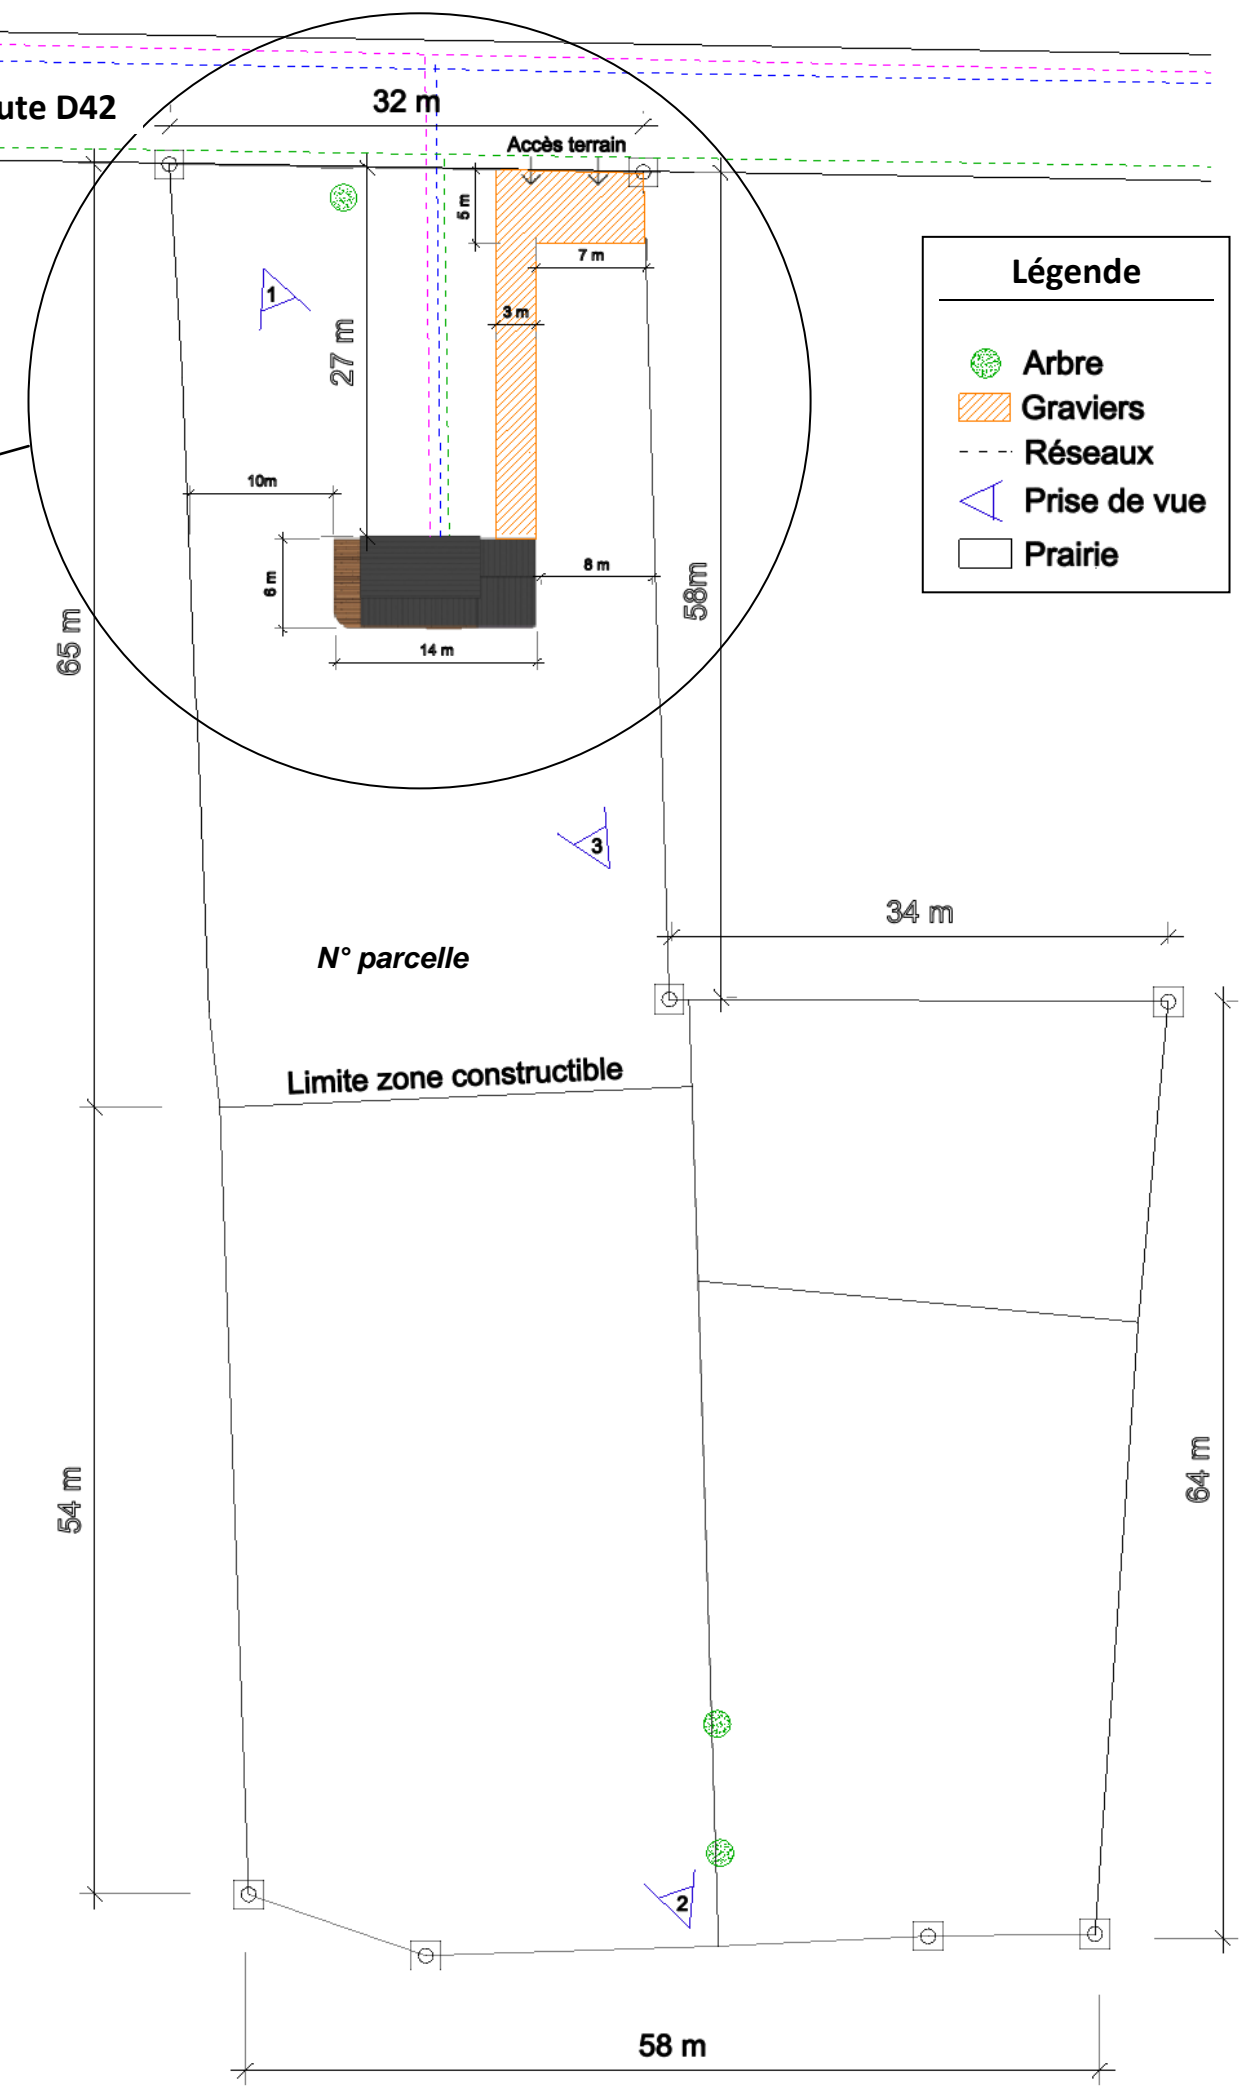 ute D42
32 m
Accès terrain
5 m
7 m
1
3 m
27 m
10m
6 m
8 m
14 m
58m
65 m
Légende
Arbre
Graviers
Réseaux
Prise de vue
Prairie
3
34 m
N° parcelle
Limite zone constructible
54 m
64 m
2
58 m